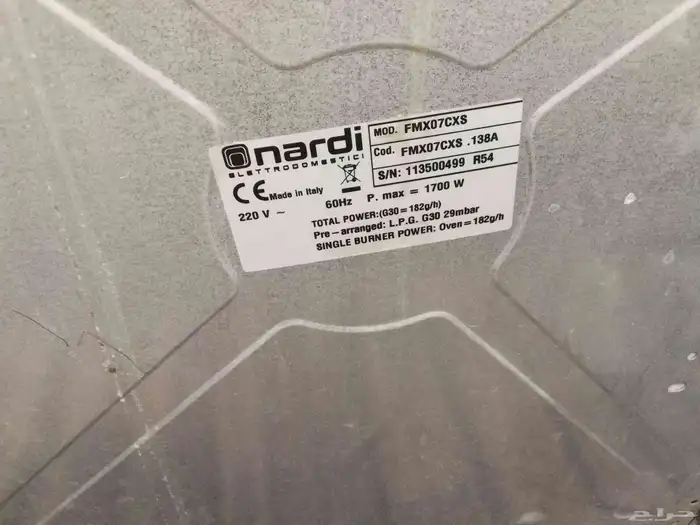 nardi
ELETTRODOMESTICI
MOD. FMX07CXS
Cod. FMX07CXS .138A
S/N: 113500499 R54
CE Made in Italy
220 V ~ 60Hz P. max = 1700 W
TOTAL POWER:(G30=182g/h)
Pre-arranged: L.P.G. G30 29mbar
SINGLE BURNER POWER: Oven=182g/h
حراج